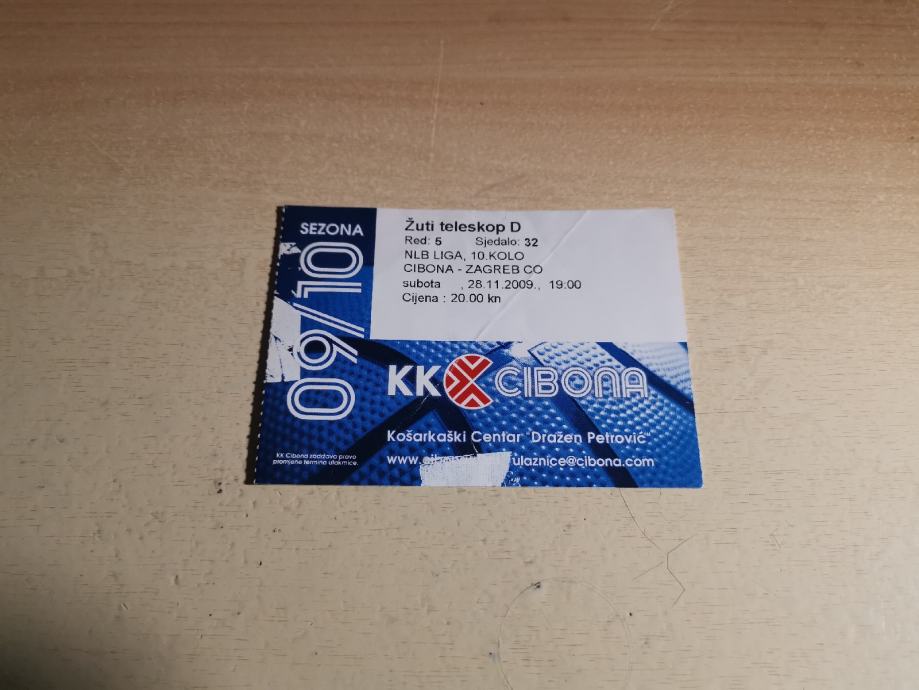 SEZONA
09/10
Žuti teleskop D
Red: 5 Sjedalo: 32
NLB LIGA, 10.KOLO
CIBONA - ZAGREB CO
subota , 28.11.2009., 19:00
Cijena : 20.00 kn
KK CIBONA
Košarkaški Centar "Dražen Petrović"
www. ulaznice@cibona.com
KK Cibona zadržava pravo
promjene termina utakmice.